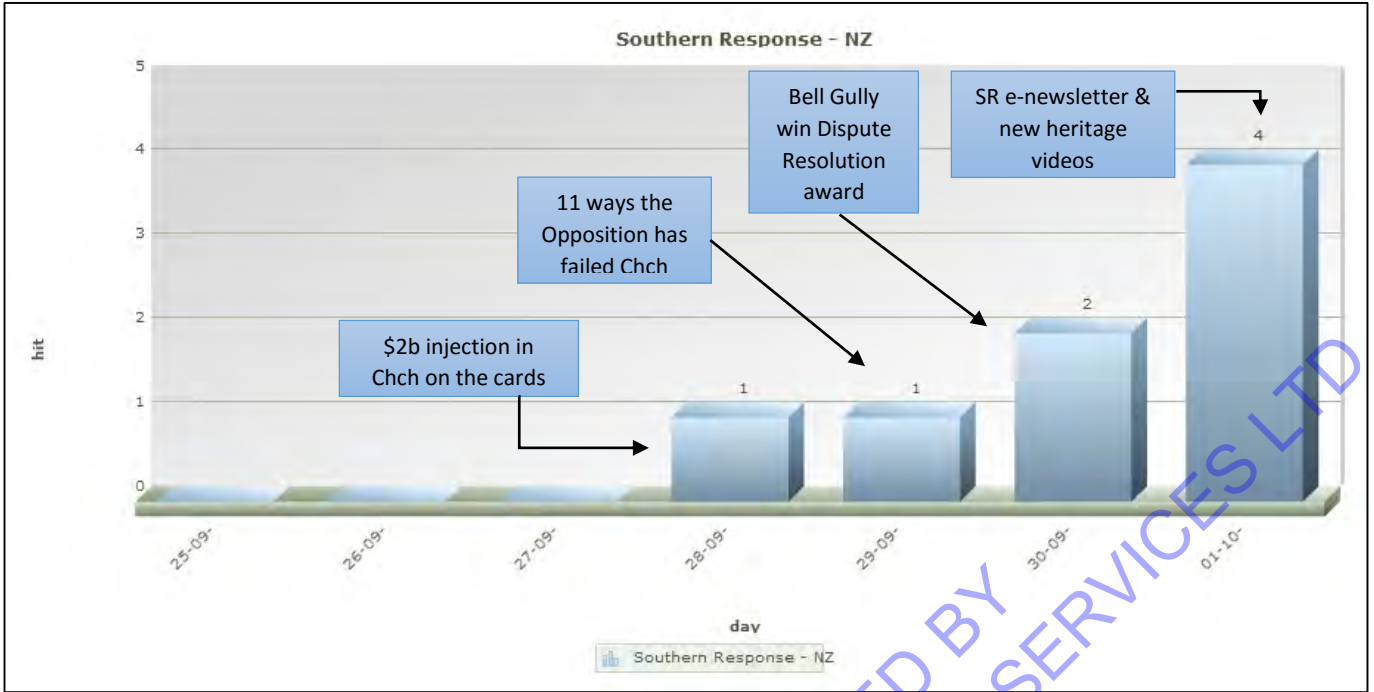 Southern Response - NZ
5
4
3
2
1
0
hit
$2b injection in
Chch on the cards
11 ways the
Opposition has
failed Chch
Bell Gully
win Dispute
Resolution
award
SR e-newsletter &
new heritage
videos
1
1
2
4
25-09-
26-09-
27-09-
28-09-
29-09-
30-09-
01-10-
day
Southern Response - NZ
BY
SERVICES LTD